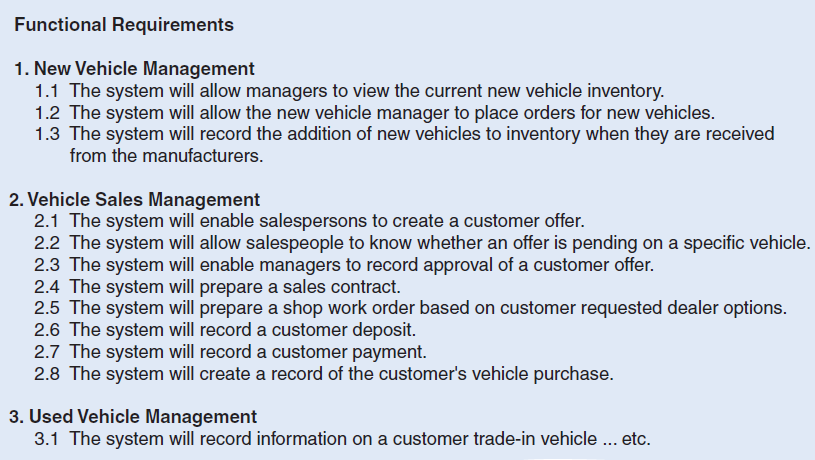 Functional Requirements
1. New Vehicle Management
1.1 The system will allow managers to view the current new vehicle inventory.
1.2 The system will allow the new vehicle manager to place orders for new vehicles.
1.3 The system will record the addition of new vehicles to inventory when they are received
from the manufacturers.
2. Vehicle Sales Management
2.1 The system will enable salespersons to create a customer offer.
2.2 The system will allow salespeople to know whether an offer is pending on a specific vehicle.
2.3 The system will enable managers to record approval of a customer offer.
2.4 The system will prepare a sales contract.
2.5 The system will prepare a shop work order based on customer requested dealer options.
2.6 The system will record a customer deposit.
2.7 The system will record a customer payment.
2.8 The system will create a record of the customer's vehicle purchase.
3. Used Vehicle Management
3.1 The system will record information on a customer trade-in vehicle ... etc.